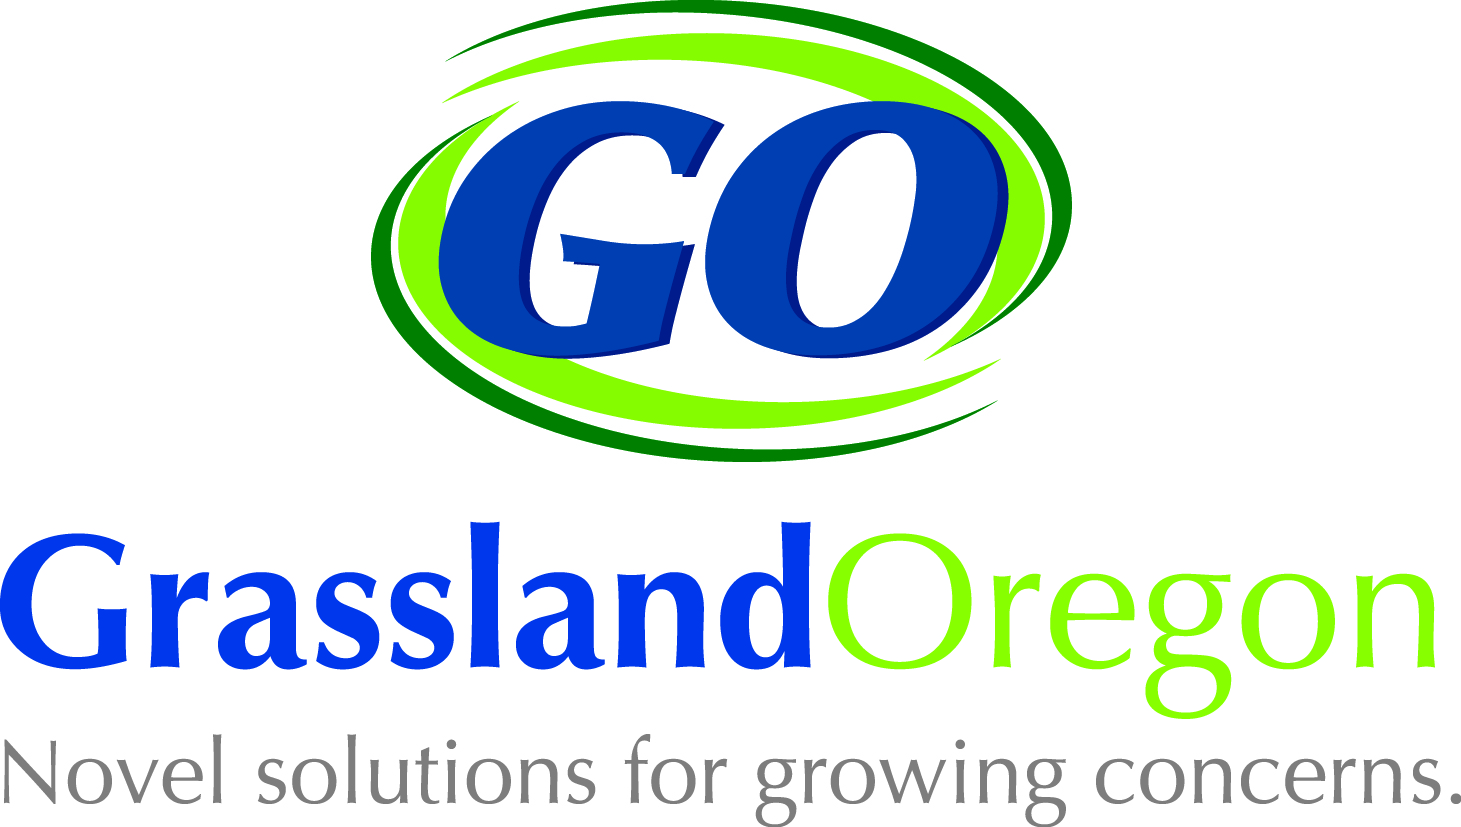 GO
GrasslandOregon
Novel solutions for growing concerns.